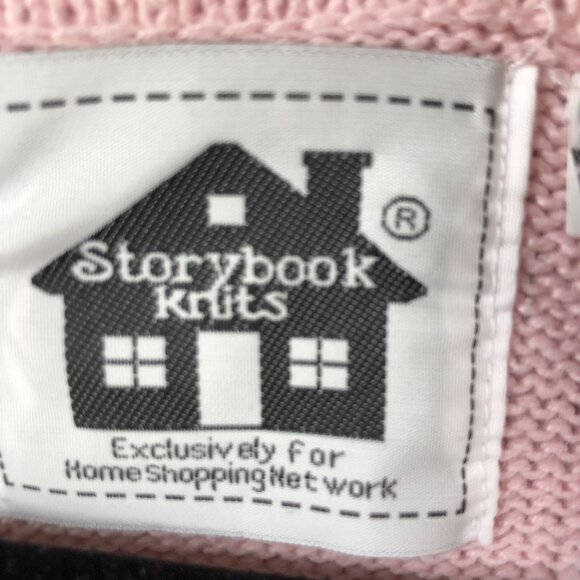 ®
Storybook
Knits
Exclusively for
Home Shopping Network